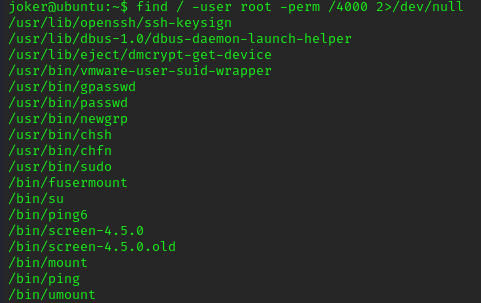 joker@ubuntu:~$ find / -user root -perm /4000 2>/dev/null
/usr/lib/openssh/ssh-keysign
/usr/lib/dbus-1.0/dbus-daemon-launch-helper
/usr/lib/eject/dmcrypt-get-device
/usr/bin/vmware-user-suid-wrapper
/usr/bin/gpasswd
/usr/bin/passwd
/usr/bin/newgrp
/usr/bin/chsh
/usr/bin/chfn
/usr/bin/sudo
/bin/fusermount
/bin/su
/bin/ping6
/bin/screen-4.5.0
/bin/screen-4.5.0.old
/bin/mount
/bin/ping
/bin/umount